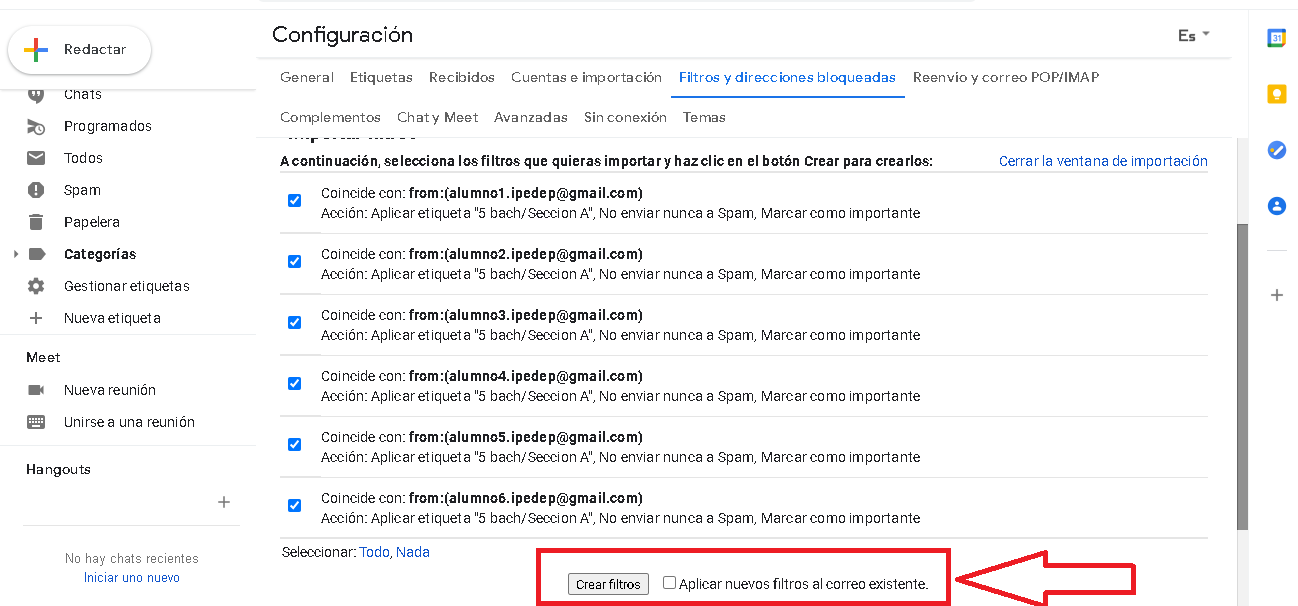 Configuración
Es
Redactar
General Etiquetas Recibidos Cuentas e importación Filtros y direcciones bloqueadas Reenvío y correo POP/IMAP
Complementos Chat y Meet Avanzadas Sin conexión Temas
Chats
Programados
Todos
Spam
Papelera
Categorías
Gestionar etiquetas
Nueva etiqueta
Meet
Nueva reunión
Unirse a una reunión
Hangouts
No hay chats recientes
Iniciar uno nuevo
A continuación, selecciona los filtros que quieras importar y haz clic en el botón Crear para crearlos:
Cerrar la ventana de importación
Coincide con: from:(alumno1.ipedep@gmail.com)
Acción: Aplicar etiqueta "5 bach/Seccion A", No enviar nunca a Spam, Marcar como importante
Coincide con: from:(alumno2.ipedep@gmail.com)
Acción: Aplicar etiqueta "5 bach/Seccion A", No enviar nunca a Spam, Marcar como importante
Coincide con: from:(alumno3.ipedep@gmail.com)
Acción: Aplicar etiqueta "5 bach/Seccion A", No enviar nunca a Spam, Marcar como importante
Coincide con: from:(alumno4.ipedep@gmail.com)
Acción: Aplicar etiqueta "5 bach/Seccion A", No enviar nunca a Spam, Marcar como importante
Coincide con: from:(alumno5.ipedep@gmail.com)
Acción: Aplicar etiqueta "5 bach/Seccion A", No enviar nunca a Spam, Marcar como importante
Coincide con: from:(alumno6.ipedep@gmail.com)
Acción: Aplicar etiqueta "5 bach/Seccion A", No enviar nunca a Spam, Marcar como importante
Seleccionar: Todo, Nada
Crear filtros
Aplicar nuevos filtros al correo existente.
31